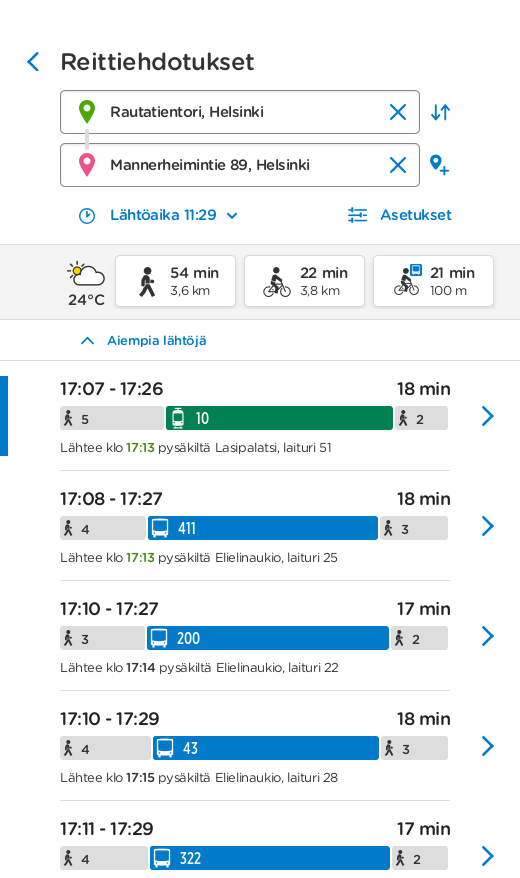 Reittiehdotukset
Rautatientori, Helsinki
Mannerheimintie 89, Helsinki
Lähtöaika 11:29 Asetukset
24°C
54 min
3,6 km
22 min
3,8 km
21 min
100 m
Aiempia lähtöjä
17:07 - 17:26 18 min
5 10 2
Lähtee klo 17:13 pysäkiltä Lasipalatsi, laituri 51
17:08 - 17:27 18 min
4 411 3
Lähtee klo 17:13 pysäkiltä Elielinaukio, laituri 25
17:10 - 17:27 17 min
3 200 2
Lähtee klo 17:14 pysäkiltä Elielinaukio, laituri 22
17:10 - 17:29 18 min
4 43 3
Lähtee klo 17:15 pysäkiltä Elielinaukio, laituri 28
17:11 - 17:29 17 min
4 322 2